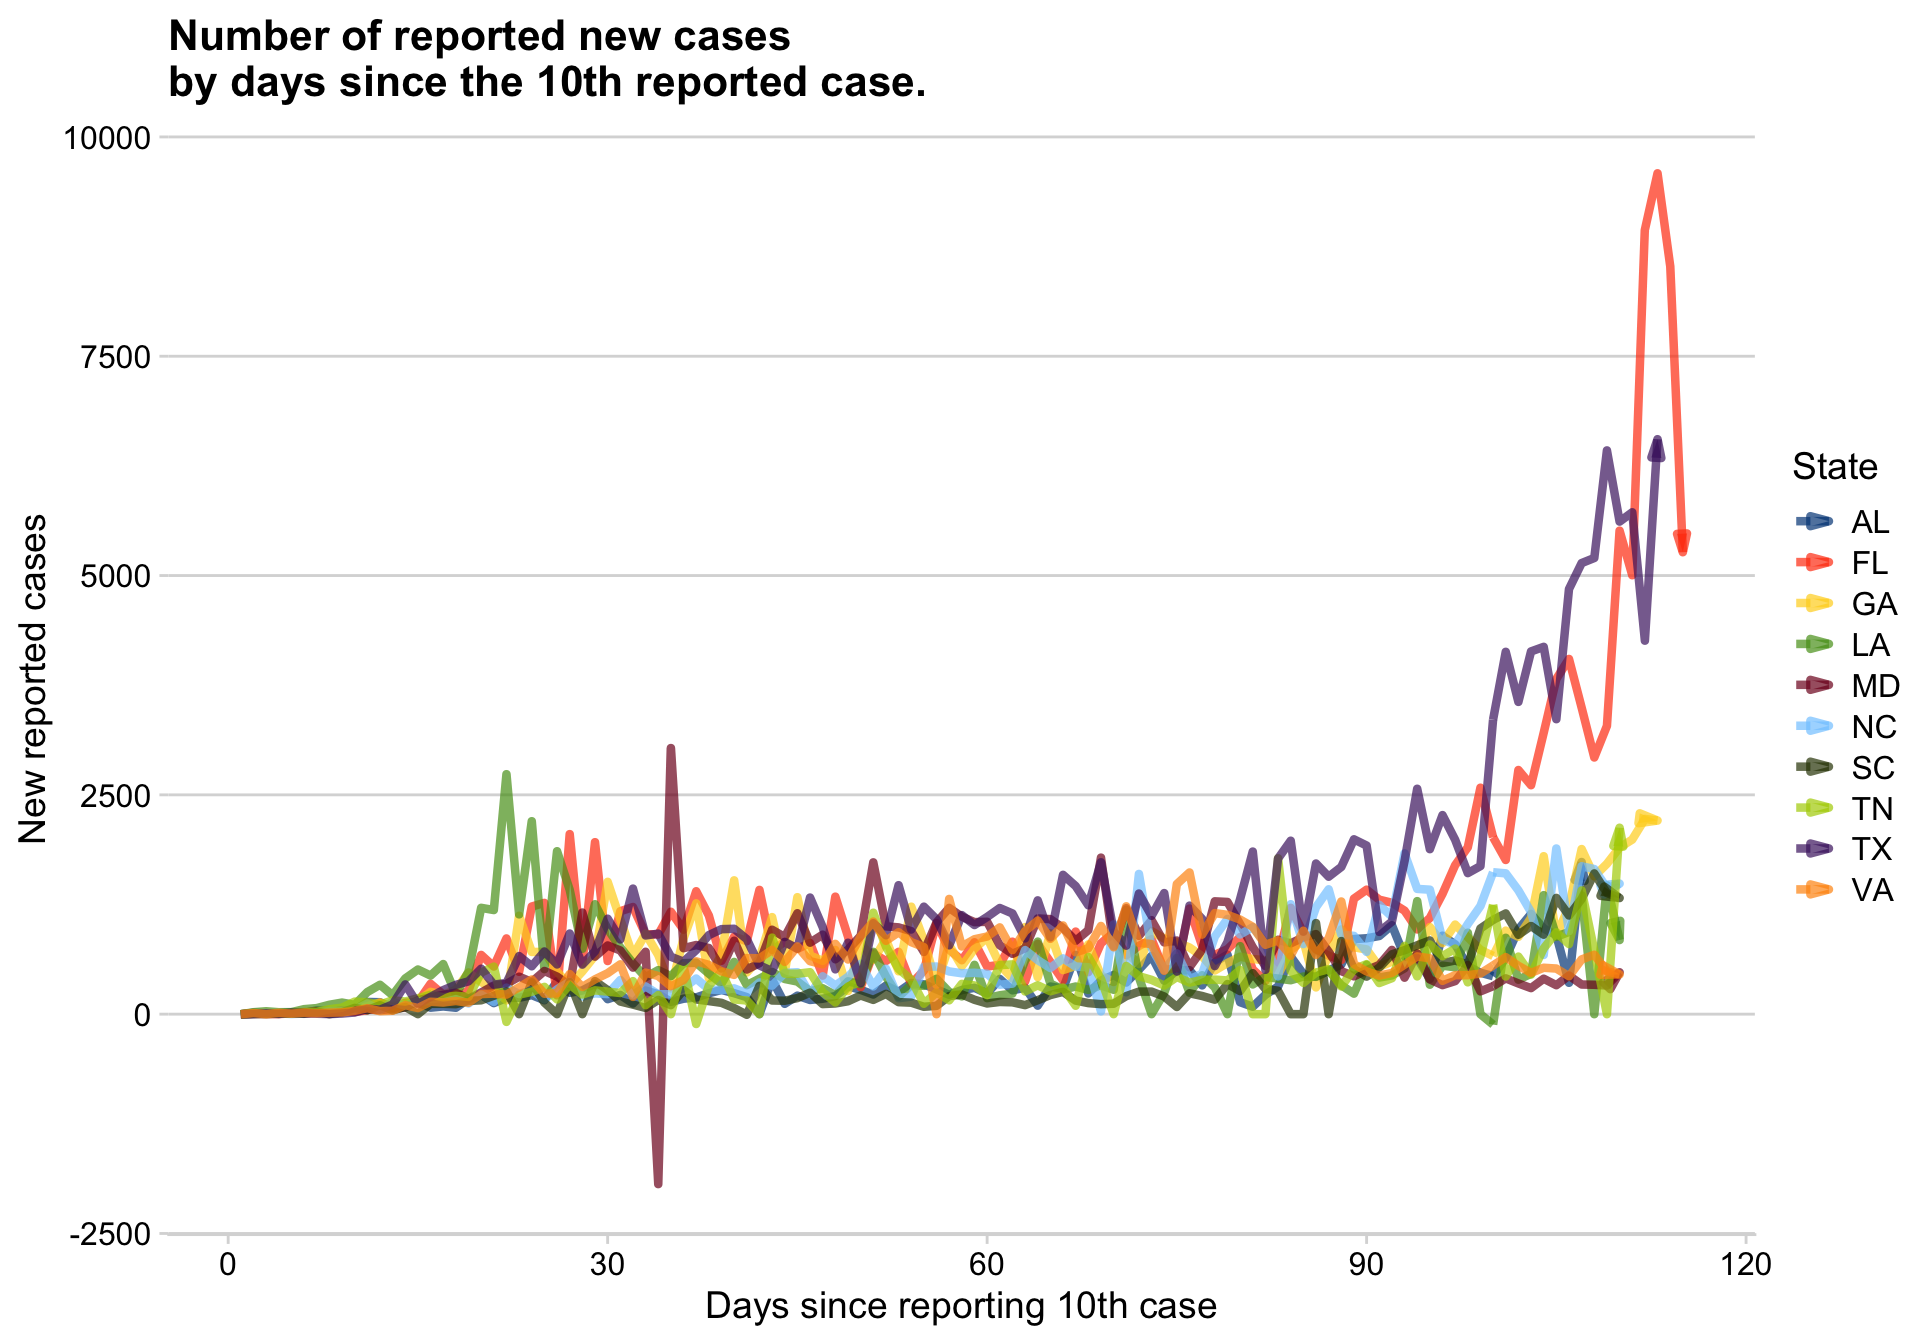 Number of reported new cases
by days since the 10th reported case.
10000
7500
5000
2500
0
-2500
New reported cases
0
30
60
90
120
Days since reporting 10th case
State
AL
FL
GA
LA
MD
NC
SC
TN
TX
VA